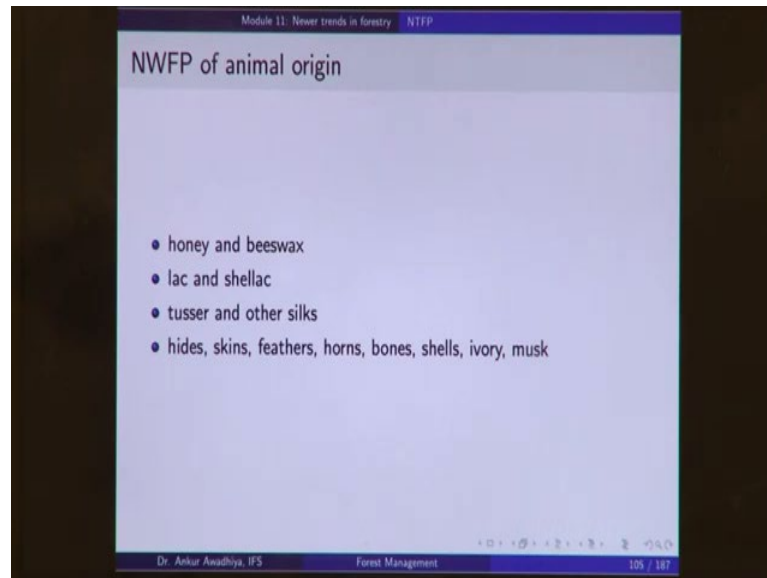 Module 11: Newer trends in forestry NTFP
NWFP of animal origin
honey and beeswax
lac and shellac
tusser and other silks
hides, skins, feathers, horns, bones, shells, ivory, musk
Dr. Ankur Awadhiya, IFS Forest Management 105 / 187